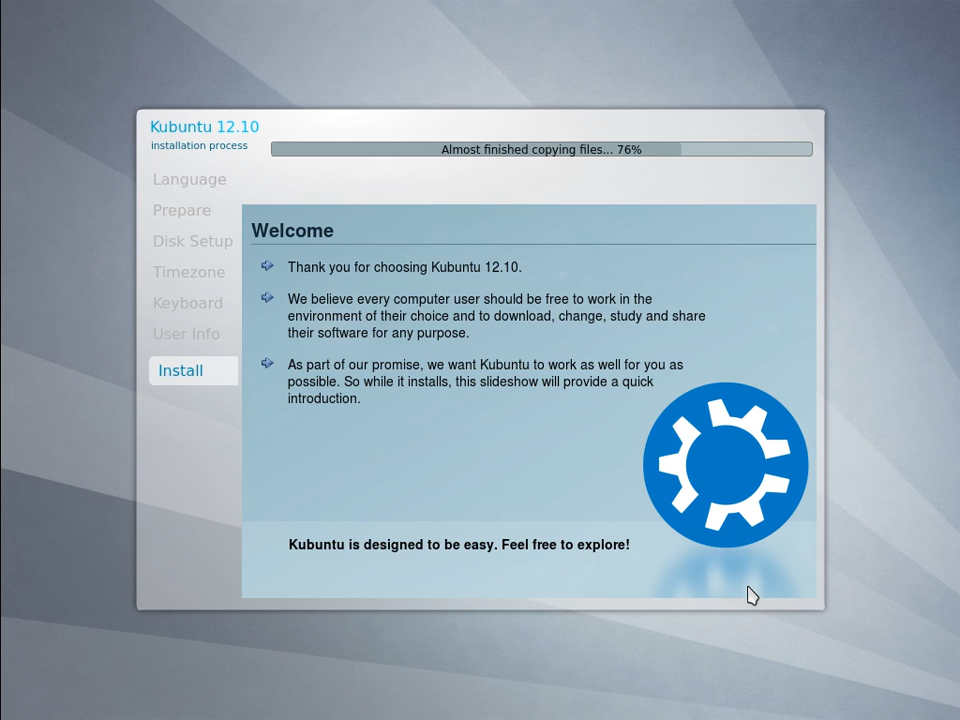 Kubuntu 12.10
installation process
Almost finished copying files... 76%
Language
Prepare
Disk Setup
Timezone
Keyboard
User Info
Install
Welcome
Thank you for choosing Kubuntu 12.10.
We believe every computer user should be free to work in the
environment of their choice and to download, change, study and share
their software for any purpose.
As part of our promise, we want Kubuntu to work as well for you as
possible. So while it installs, this slideshow will provide a quick
introduction.
Kubuntu is designed to be easy. Feel free to explore!